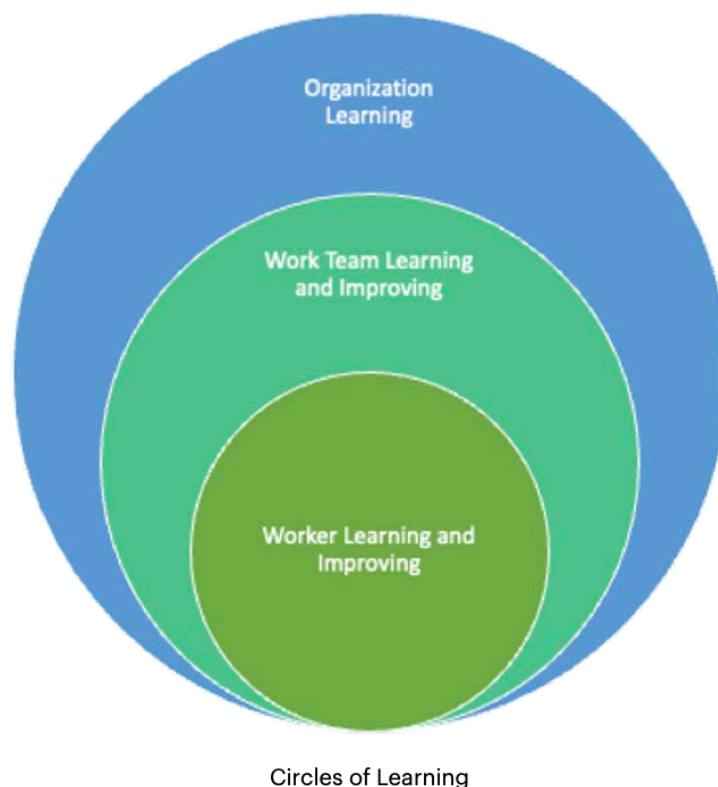 Organization
Learning
Work Team Learning
and Improving
Worker Learning and
Improving
Circles of Learning